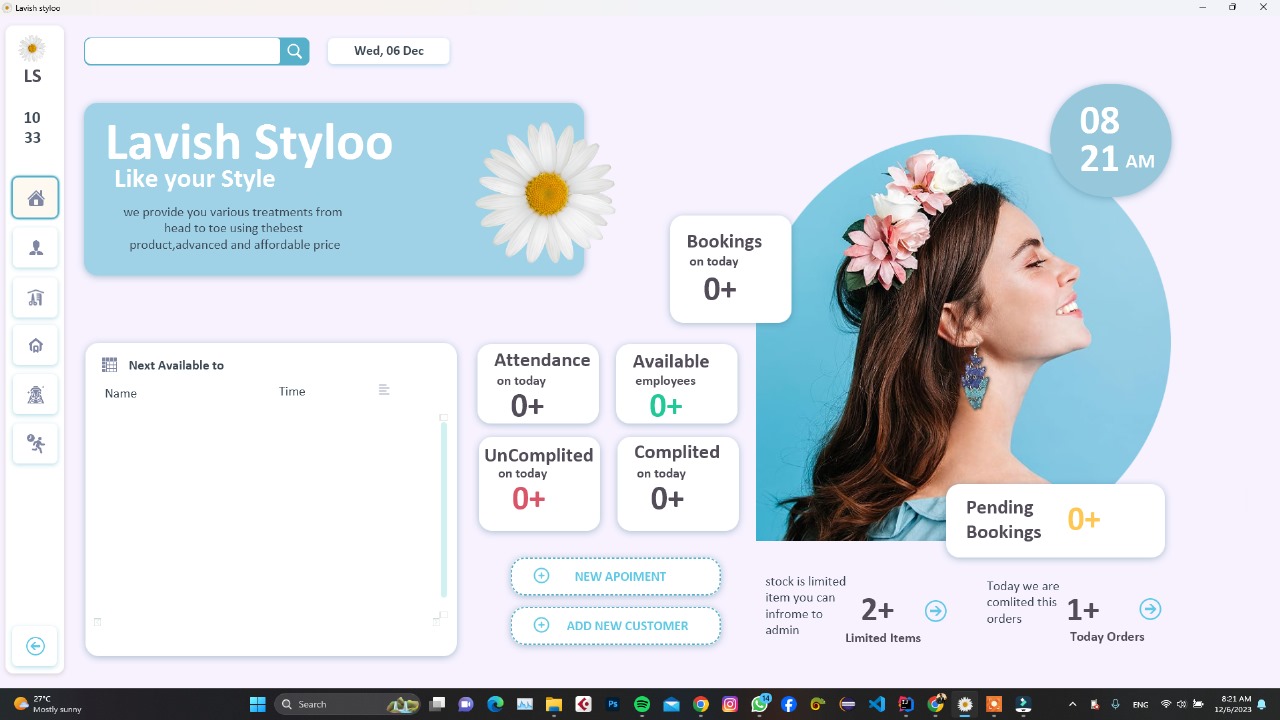 Lavish styloo
LS
10
33
Wed, 06 Dec
Lavish Styloo
Like your Style
we provide you various treatments from
head to toe using thebest
product,advanced and affordable price
08
21 AM
Bookings
on today
0+
Next Available to
Name
Time
Attendance
on today
0+
Available
employees
0+
UnComplited
on today
0+
Complited
on today
0+
Pending
Bookings
0+
NEW APOIMENT
ADD NEW CUSTOMER
stock is limited
item you can
infrome to
admin
2+
Limited Items
Today we are
comlited this
orders
1+
Today Orders
27°C
Mostly sunny
Search
14
8:21 AM
12/6/2023